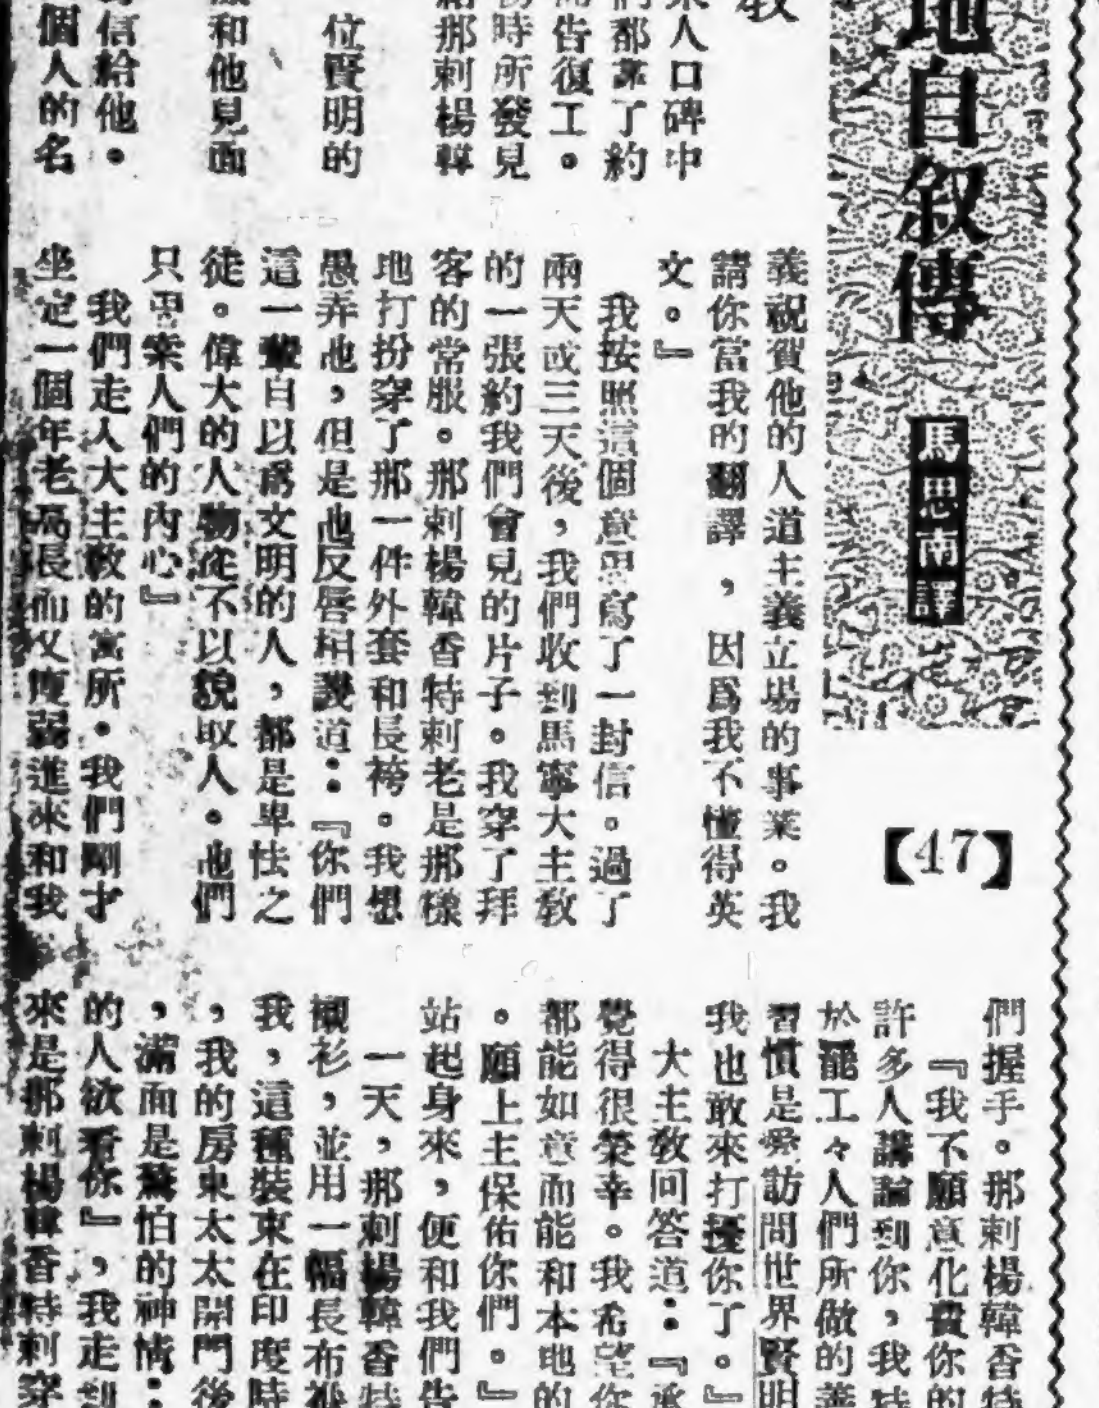 地自敘傳
馬思南譯
【47】
教
衆人口碑中
們都靠了約
而告復工。
物時所發見
給那刺楊韓
位賢明的
和他見面
信給他。
個人的名
義祝賀他的人道主義立場的事業。我
請你當我的翻譯，因爲我不懂得英
文。』
我按照這個意思寫了一封信。過了
兩天或三天後，我們收到馬寧大主教
的一張約我們會見的片子。我穿了拜
客的常服。那刺楊韓香特刺老是那樣
地打扮穿了那一件外套和長袴。我想
愚弄他，但是他反唇相譏道：『你們
這一輩自以爲文明的人，都是卑怯之
徒。偉大的人物從不以貌取人。他們
只思案人們的內心』
我們走入大主教的寓所。我們剛才
坐定一個年老高長而又瘦弱進來和我
們握手。那刺楊韓香特
『我不願意化費你的
許多人講論到你，我特
於罷工々人們所做的善
習慣是愛訪問世界賢明
我也敢來打擾你了。』
大主教回答道：『承
覺得很榮幸。我希望你
都能如意而能和本地的
。願上主保佑你們。』
站起身來，便和我們告
一天，那刺楊韓香特
襯衫，並用一幅長布
我，這種裝束在印度時
，我的房東太太開門後
，滿面是驚怕的神情：
的人欲看你』，我走到
來是那刺楊韓香特刺穿